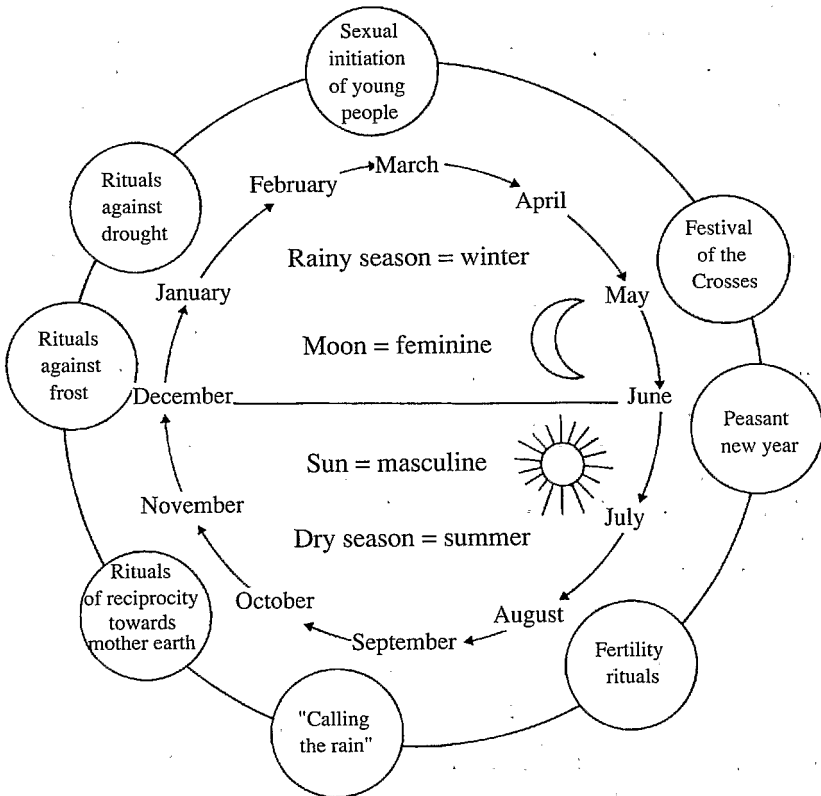 Sexual
initiation
of young
people
Rituals
against
drought
February
March
April
Festival
of the
Crosses
Rainy season = winter
January
May
Rituals
against
frost
Moon = feminine
December
June
Peasant
new year
Sun = masculine
November
July
Dry season = summer
Rituals
of reciprocity
towards
mother earth
October
August
September
Fertility
rituals
"Calling
the rain"